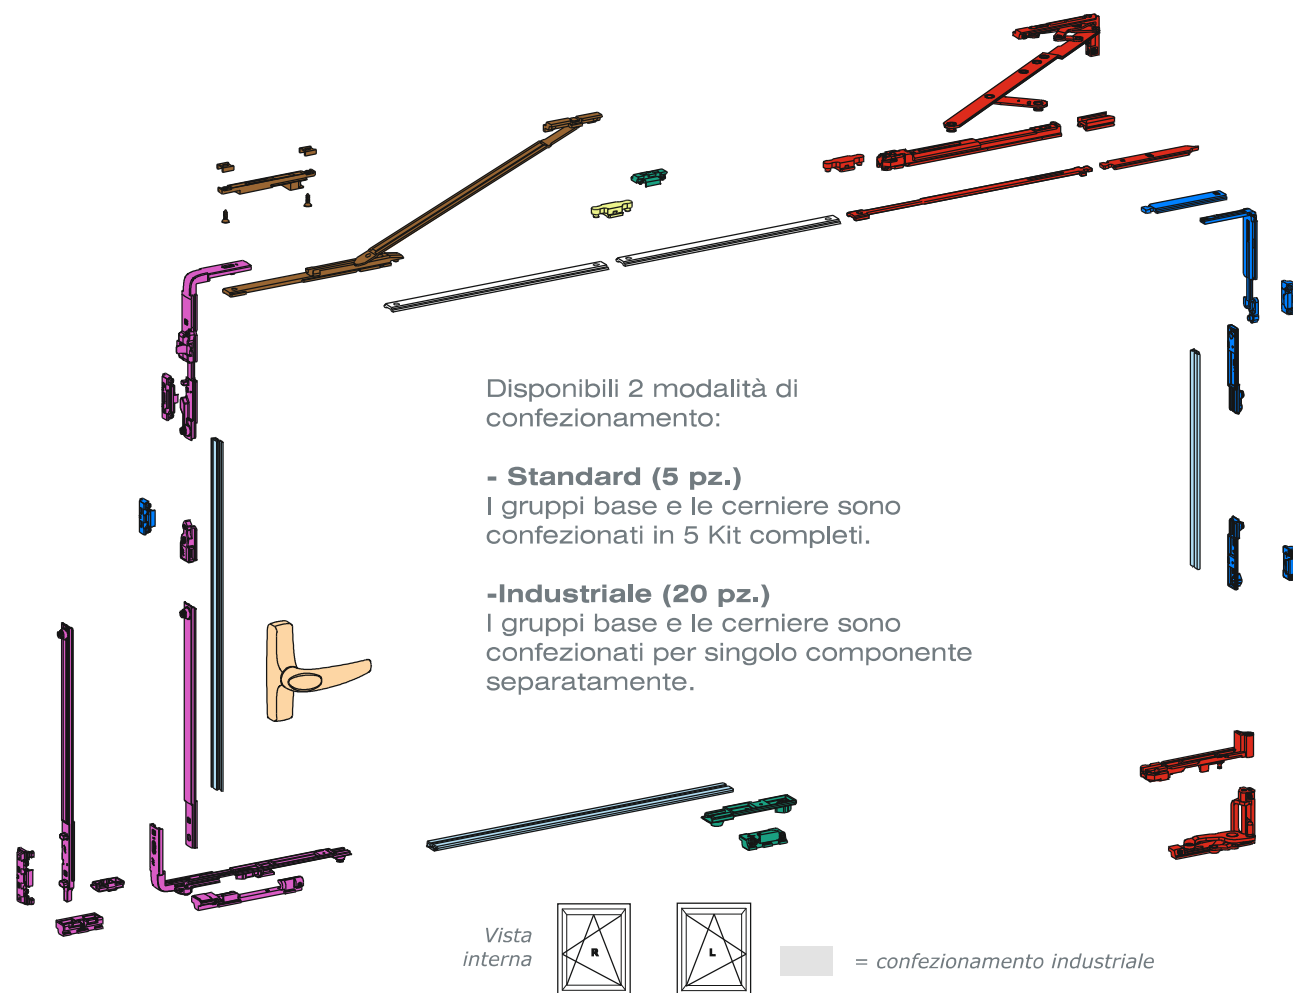 Disponibili 2 modalità di
confezionamento:
- Standard (5 pz.)
I gruppi base e le cerniere sono
confezionati in 5 Kit completi.
-Industriale (20 pz.)
I gruppi base e le cerniere sono
confezionati per singolo componente
separatamente.
Vista
interna
R
L
= confezionamento industriale